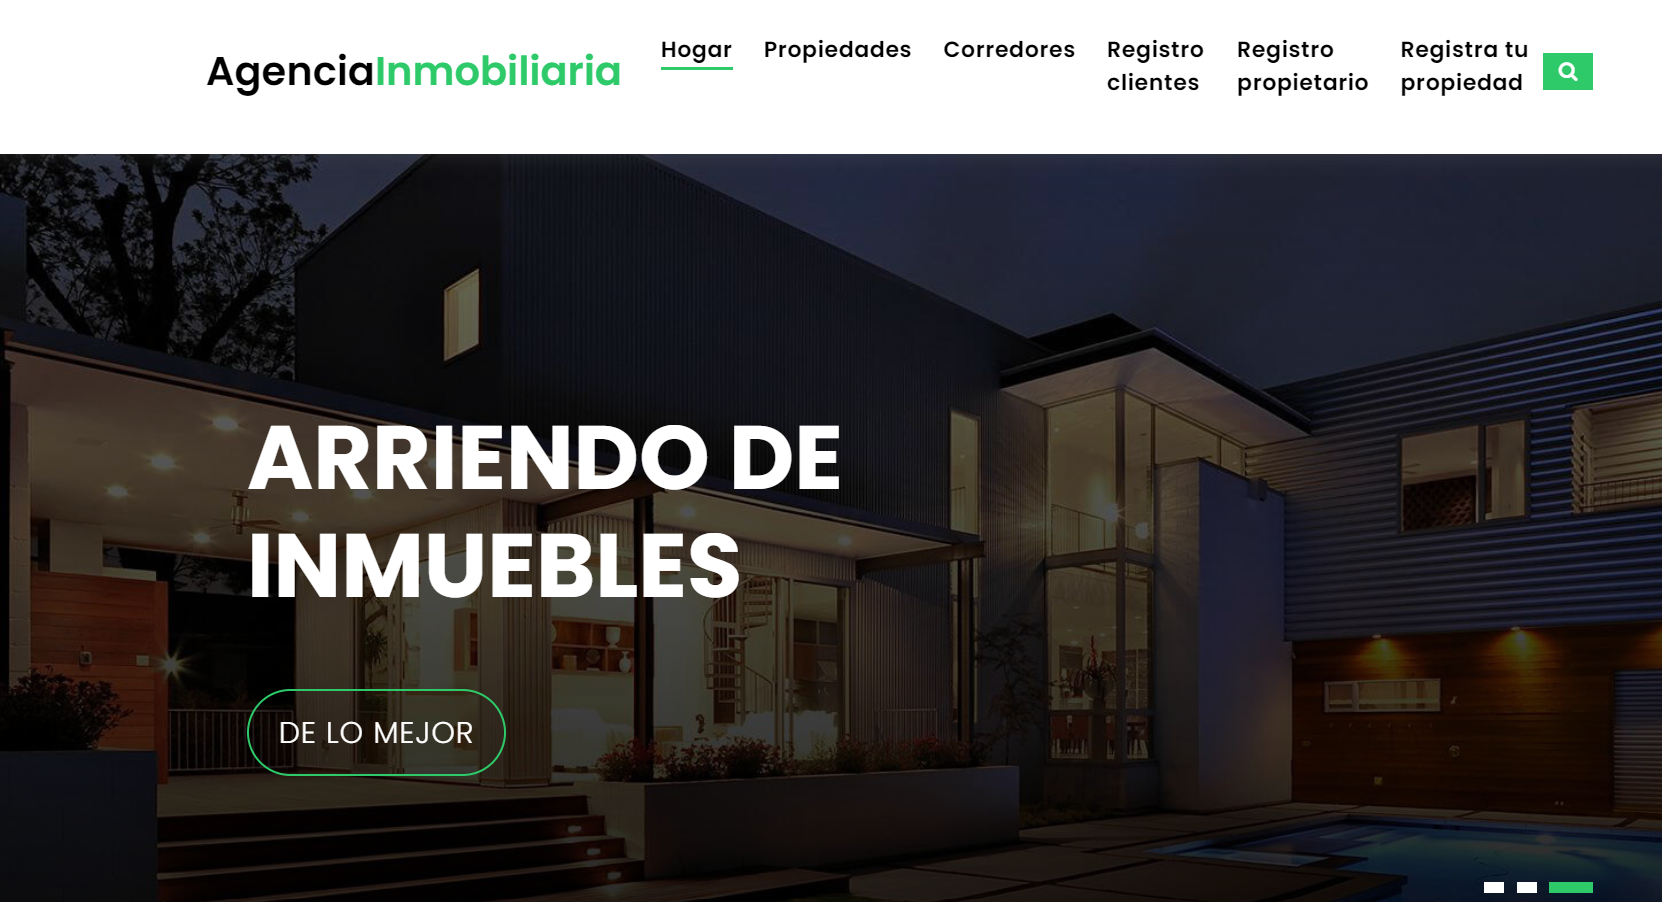 AgenciaInmobiliaria
Hogar
Propiedades
Corredores
Registro
clientes
Registro
propietario
Registra tu
propiedad
ARRIENDO DE
INMUEBLES
DE LO MEJOR